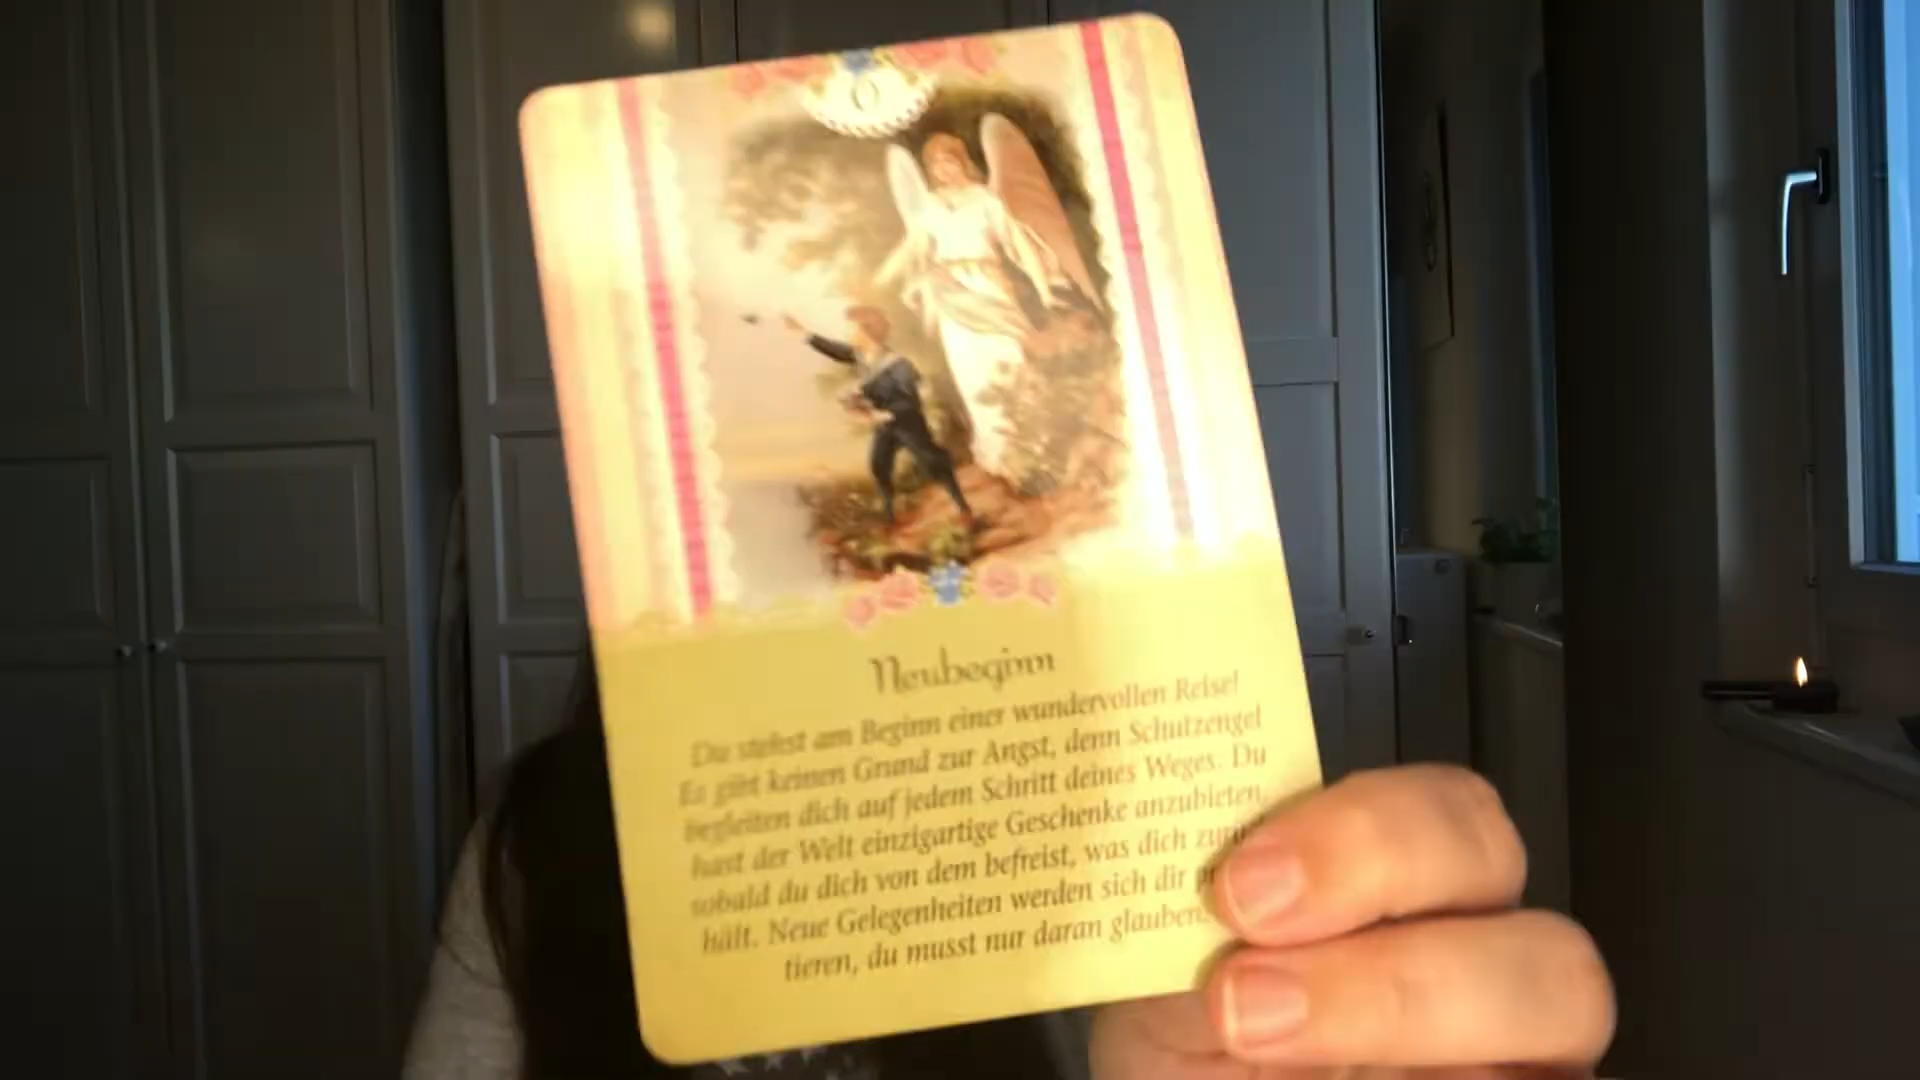 0
Neubeginn
Du stehst am Beginn einer wundervollen Reise!
Es gibt keinen Grund zur Angst, denn Schutzengel
begleiten dich auf jedem Schritt deines Weges. Du
hast der Welt einzigartige Geschenke anzubieten,
sobald du dich von dem befreist, was dich
hält. Neue Gelegenheiten werden sich dir
tieren, du musst nur daran glauben.